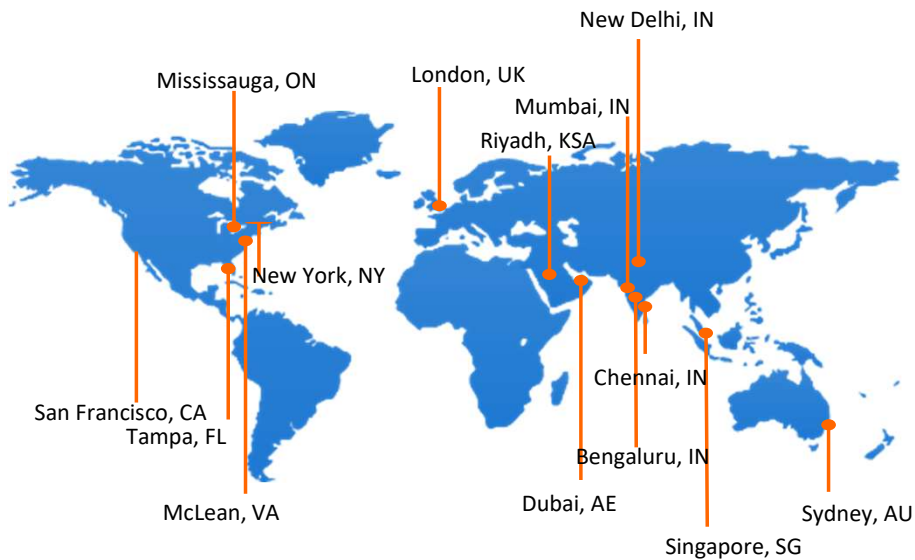 New Delhi, IN
Mississauga, ON
London, UK
Mumbai, IN
Riyadh, KSA
New York, NY
Chennai, IN
San Francisco, CA
Tampa, FL
Bengaluru, IN
Dubai, AE
McLean, VA
Sydney, AU
Singapore, SG